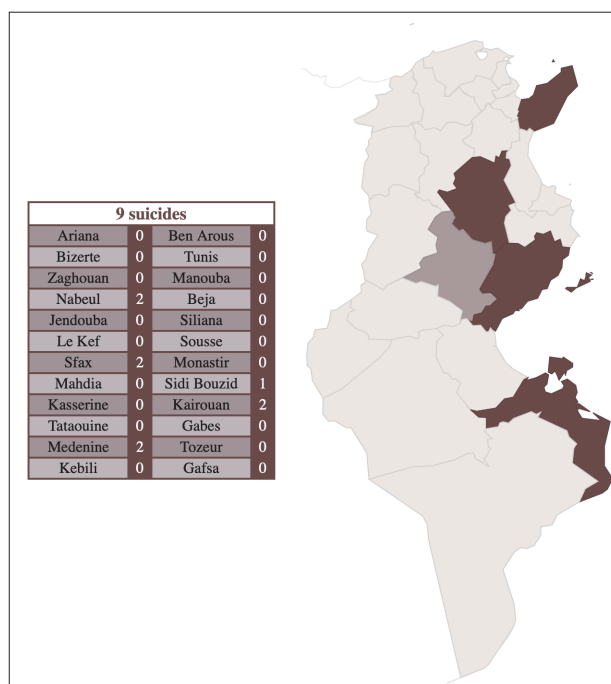 9 suicides
Ariana 0 Ben Arous 0
Bizerte 0 Tunis 0
Zaghouan 0 Manouba 0
Nabeul 2 Beja 0
Jendouba 0 Siliana 0
Le Kef 0 Sousse 0
Sfax 2 Monastir 0
Mahdia 0 Sidi Bouzid 1
Kasserine 0 Kairouan 2
Tataouine 0 Gabes 0
Medenine 2 Tozeur 0
Kebili 0 Gafsa 0